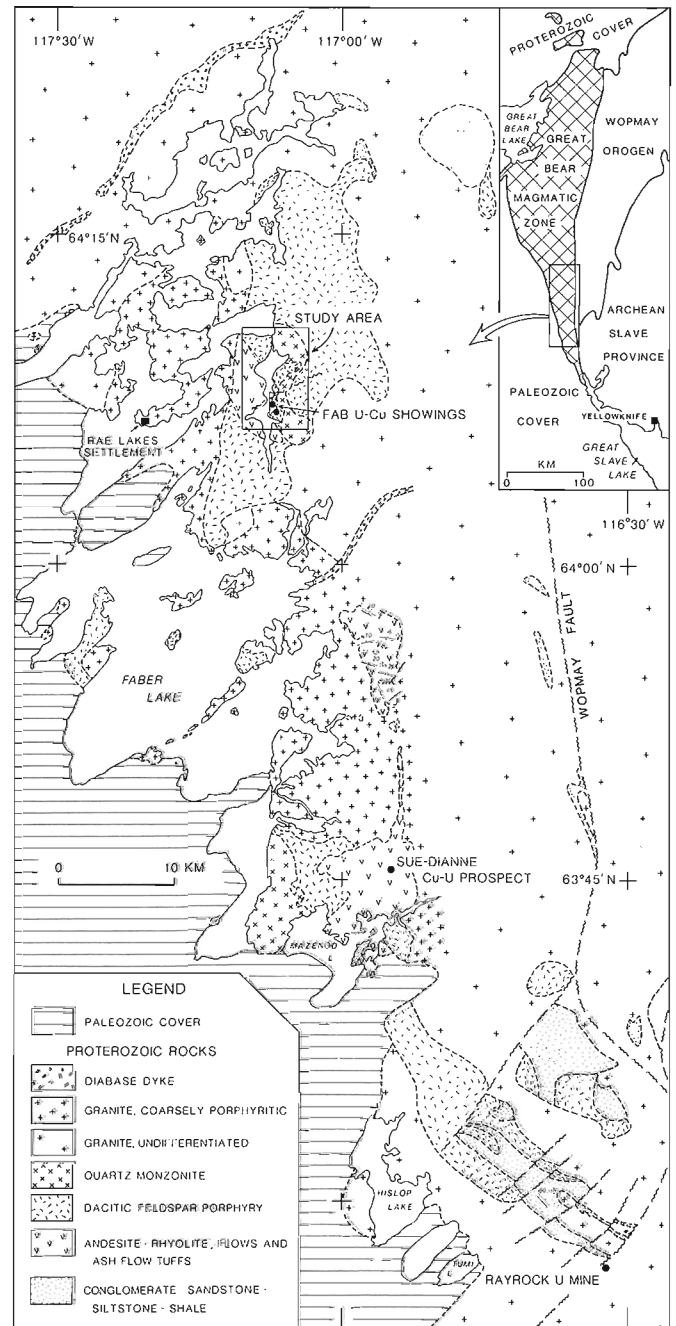 117°30' W
117°00' W
PROTEROZOIC
COVER
GREAT
BEAR
LAKE
WOPMAY
OROGEN
GREAT
BEAR
MAGMATIC
ZONE
64°15' N
ARCHEAN
SLAVE
PROVINCE
STUDY AREA
PALEOZOIC
COVER
YELLOWKNIFE
GREAT
SLAVE
LAKE
KM
0 100
FAB U-Cu SHOWINGS
RAE LAKES
SETTLEMENT
116°30' W
64°00' N
WOPMAY FAULT
FABER
LAKE
0 10 KM
SUE-DIANNE
Cu-U PROSPECT
63°45' N
MAZENOD
L
HISLOP
LAKE
RAYROCK U MINE
LEGEND
PALEOZOIC COVER
PROTEROZOIC ROCKS
DIABASE DYKE
GRANITE, COARSELY PORPHYRITIC
GRANITE, UNDIFFERENTIATED
QUARTZ MONZONITE
DACITIC FELDSPAR PORPHYRY
ANDESITE - RHYOLITE, FLOWS AND
ASH FLOW TUFFS
CONGLOMERATE SANDSTONE -
SILTSTONE - SHALE